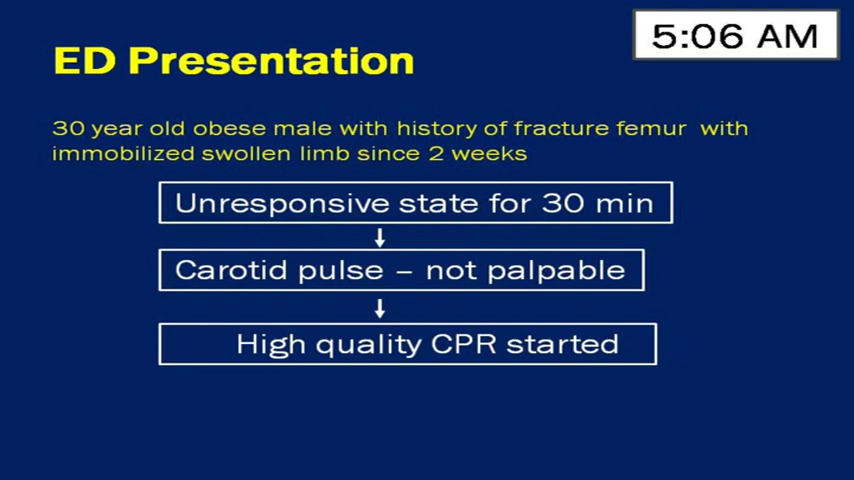 5:06 AM
ED Presentation
30 year old obese male with history of fracture femur with
immobilized swollen limb since 2 weeks
Unresponsive state for 30 min
Carotid pulse – not palpable
High quality CPR started